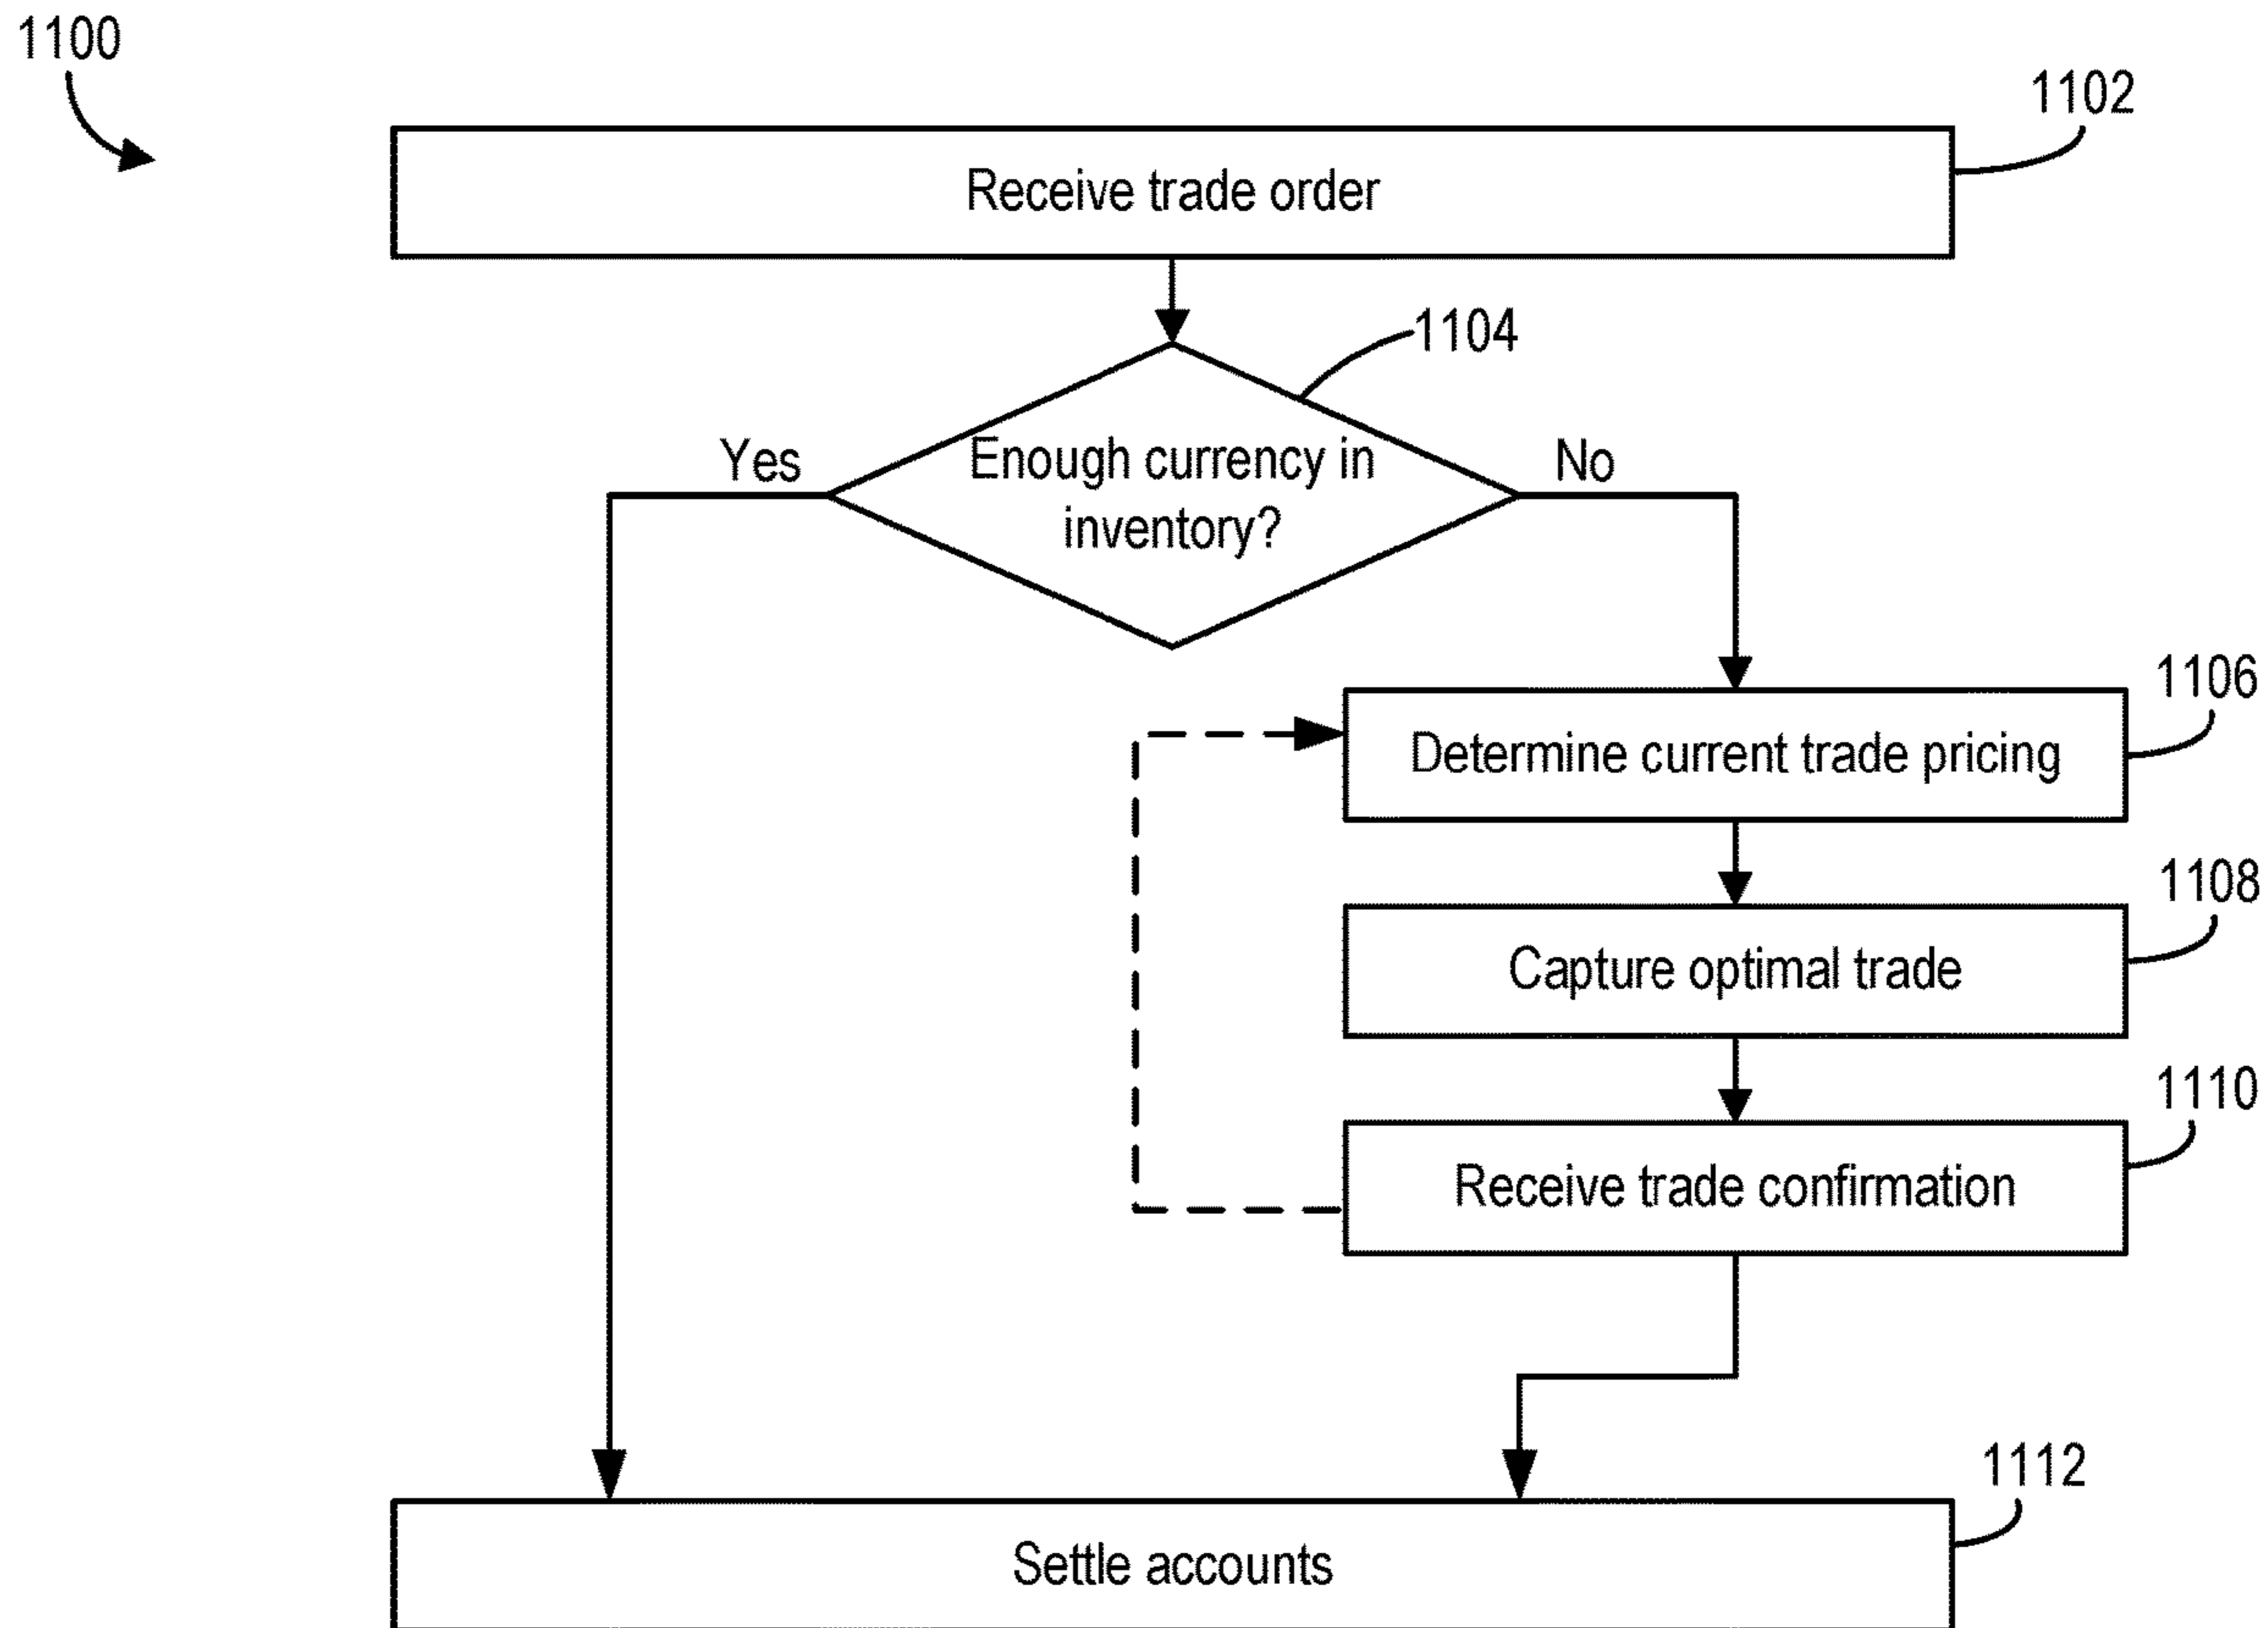 1100
1102
Receive trade order
1104
Yes
Enough currency in
inventory?
No
1106
Determine current trade pricing
1108
Capture optimal trade
1110
Receive trade confirmation
1112
Settle accounts